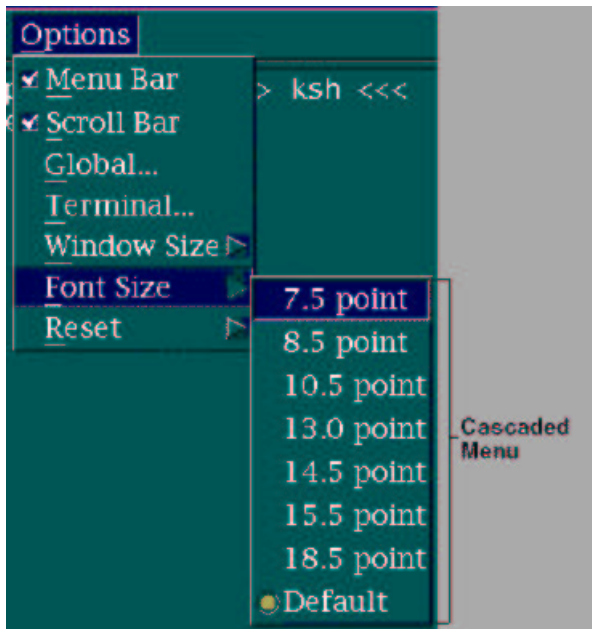 Options
Menu Bar
> ksh <<<
Scroll Bar
Global...
Terminal...
Window Size
Font Size
Reset
7.5 point
8.5 point
10.5 point
13.0 point
14.5 point
15.5 point
18.5 point
Default
Cascaded
Menu